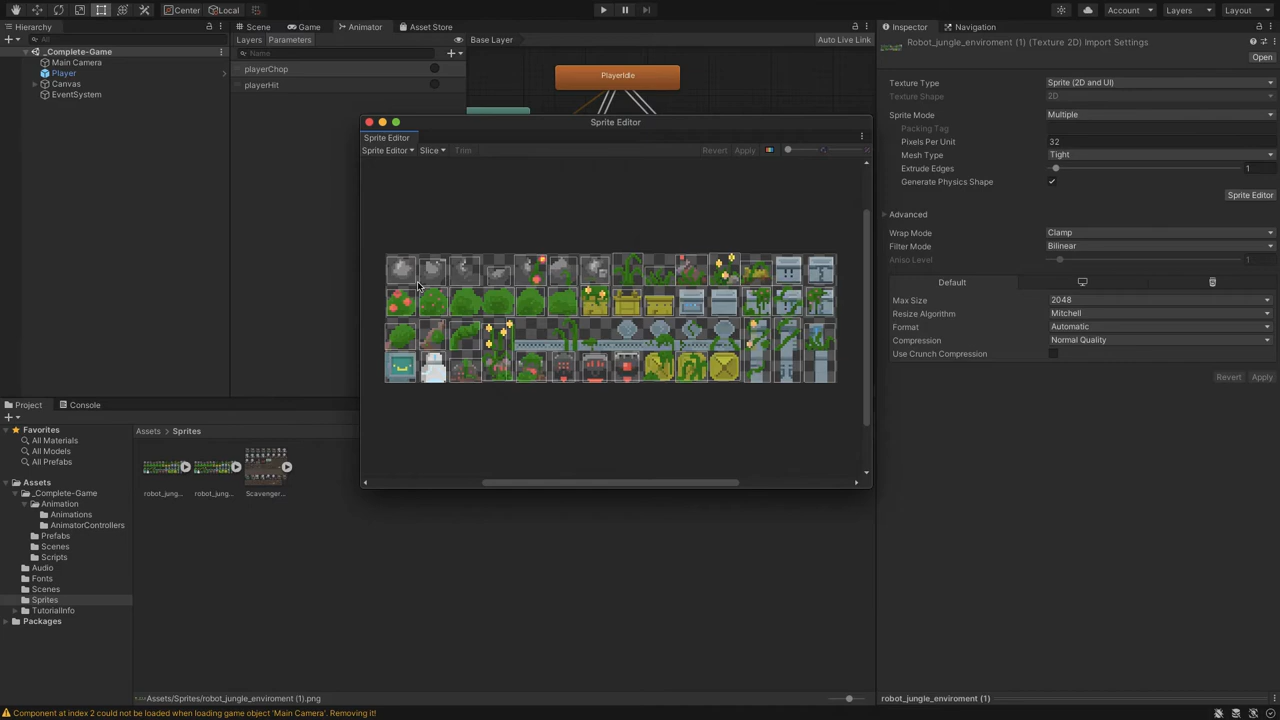 Center
Local
Account
Layers
Layout
Hierarchy
All
_Complete-Game
Main Camera
Player
Canvas
EventSystem
Scene
Game
Animator
Asset Store
Layers
Parameters
Name
playerChop
playerHit
Base Layer
Auto Live Link
PlayerIdle
Sprite Editor
Sprite Editor
Sprite Editor
Slice
Trim
Revert
Apply
Inspector
Navigation
Robot_jungle_enviroment (1) (Texture 2D) Import Settings
Open
Texture Type
Sprite (2D and UI)
Texture Shape
2D
Sprite Mode
Multiple
Packing Tag
Pixels Per Unit
32
Mesh Type
Tight
Extrude Edges
1
Generate Physics Shape
Sprite Editor
Advanced
Wrap Mode
Clamp
Filter Mode
Bilinear
Aniso Level
1
Default
Max Size
2048
Resize Algorithm
Mitchell
Format
Automatic
Compression
Normal Quality
Use Crunch Compression
Revert
Apply
Project
Console
Favorites
All Materials
All Models
All Prefabs
Assets
_Complete-Game
Animation
Animations
AnimatorControllers
Prefabs
Scenes
Scripts
Audio
Fonts
Scenes
Sprites
TutorialInfo
Packages
Assets
Sprites
robot_jung...
robot_jung...
Scavenger...
Assets/Sprites/robot_jungle_enviroment (1).png
robot_jungle_enviroment (1)
Component at index 2 could not be loaded when loading game object 'Main Camera'. Removing it!